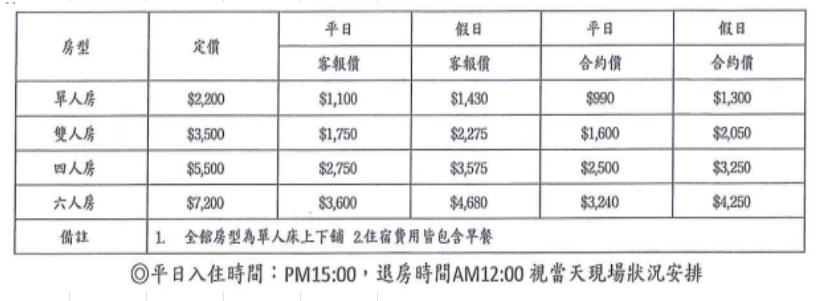 房型 定價 平日 假日 平日 假日
客報價 客報價 合約價 合約價
單人房 $2,200 $1,100 $1,430 $990 $1,300
雙人房 $3,500 $1,750 $2,275 $1,600 $2,050
四人房 $5,500 $2,750 $3,575 $2,500 $3,250
六人房 $7,200 $3,600 $4,680 $3,240 $4,250
備註 1. 全館房型為單人床上下舖 2.住宿費用皆包含早餐
◎平日入住時間：PM15:00，退房時間AM12:00 視當天現場狀況安排